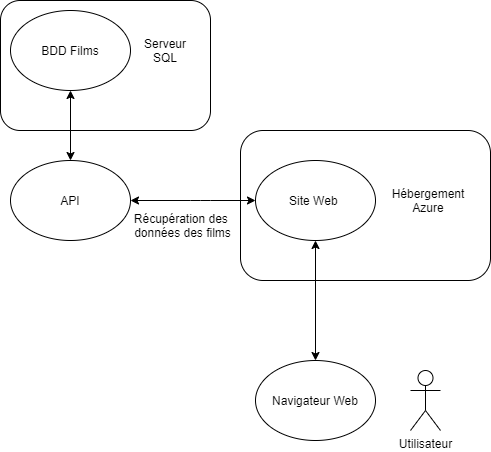 BDD Films
Serveur
SQL
API
Récupération des
données des films
Site Web
Hébergement
Azure
Navigateur Web
Utilisateur